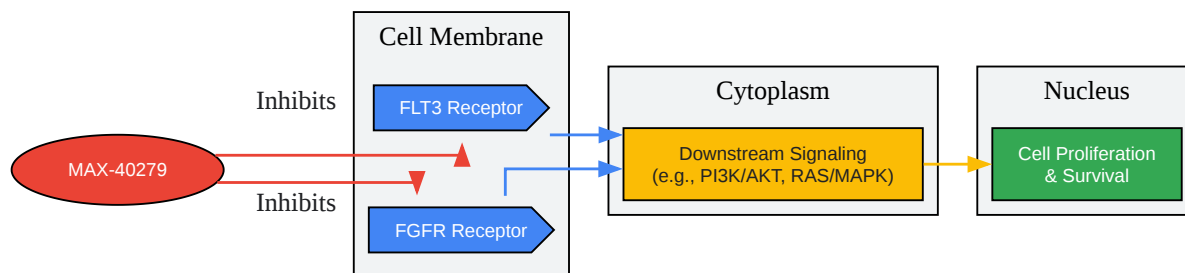 Inhibits
MAX-40279
Inhibits
Cell Membrane
FLT3 Receptor
FGFR Receptor
Cytoplasm
Downstream Signaling
(e.g., PI3K/AKT, RAS/MAPK)
Nucleus
Cell Proliferation
& Survival